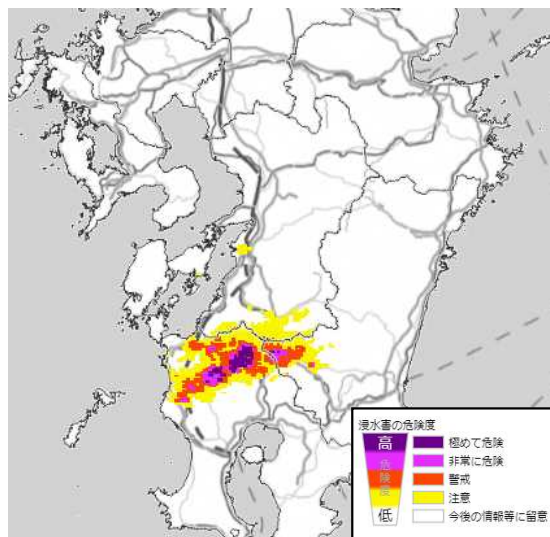 浸水害の危険度
高
危険度
低
極めて危険
非常に危険
警戒
注意
今後の情報等に留意